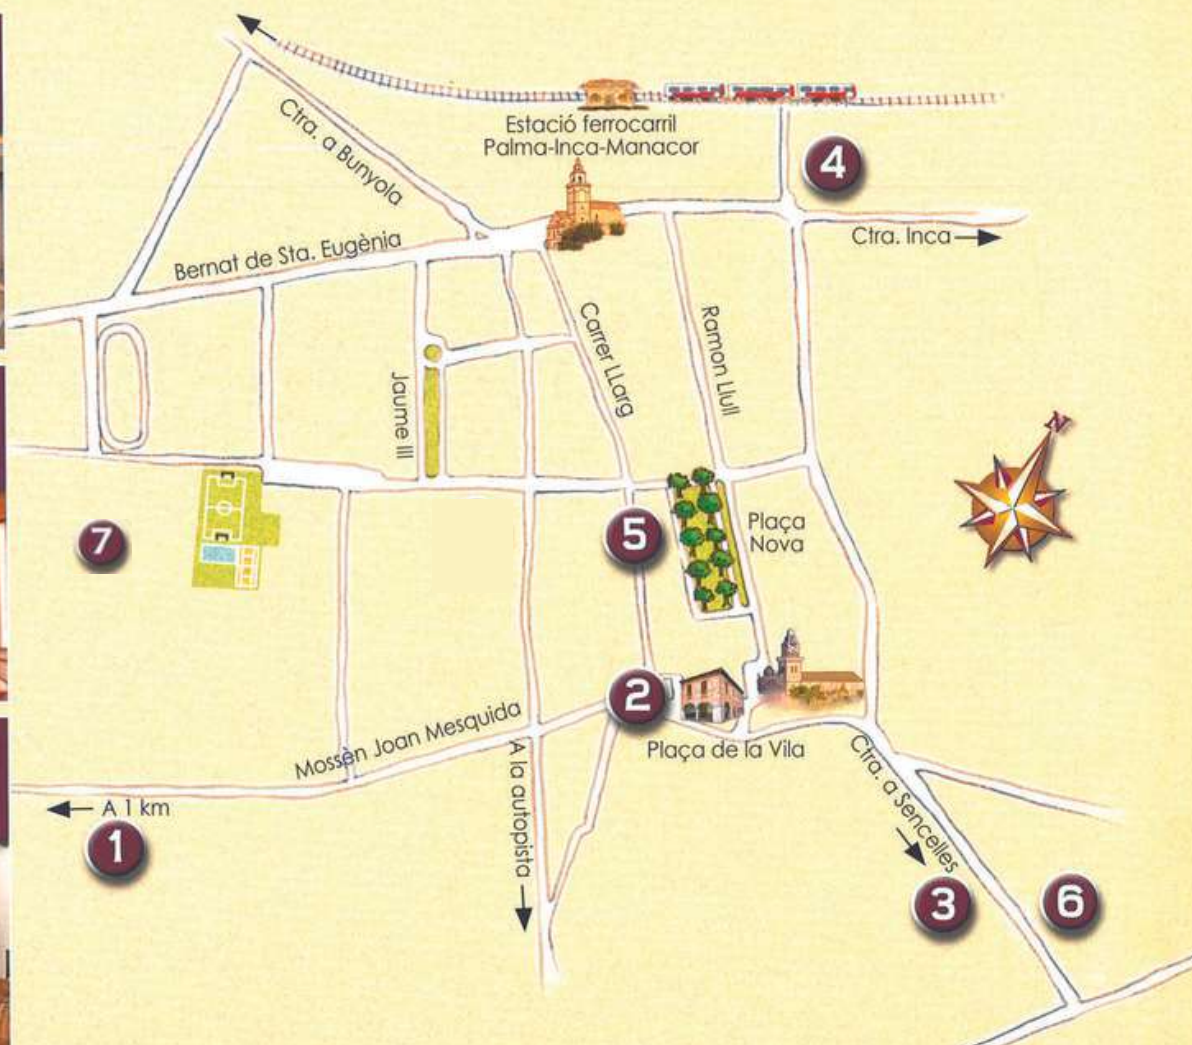 Estació ferrocarril
Palma-Inca-Manacor
Ctra. a Bunyola
4
Bernat de Sta. Eugènia
Ctra. Inca
Carrer LLarg
Ramon Llull
Jaume III
N
7
5
Plaça
Nova
2
Mossèn Joan Mesquida
Plaça de la Vila
A 1 km
1
A la autopista
Ctra. a Sencelles
3
6